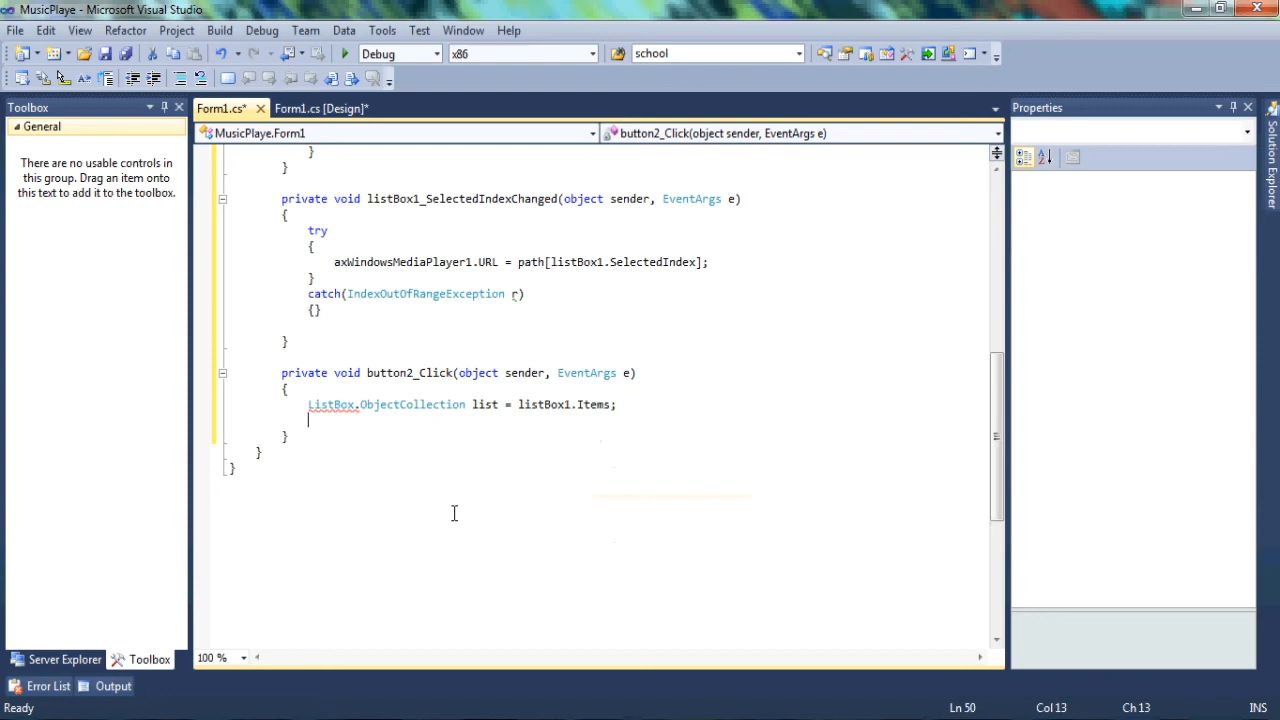 MusicPlaye - Microsoft Visual Studio
File Edit View Refactor Project Build Debug Team Data Tools Test Window Help
Debug x86 school
Toolbox
Form1.cs* Form1.cs [Design]*
Properties
General
MusicPlaye.Form1 button2_Click(object sender, EventArgs e)
There are no usable controls in
this group. Drag an item onto
this text to add it to the toolbox.
Solution Explorer
}
}
private void listBox1_SelectedIndexChanged(object sender, EventArgs e)
{
try
{
axWindowsMediaPlayer1.URL = path[listBox1.SelectedIndex];
}
catch(IndexOutOfRangeException r)
{}
}
private void button2_Click(object sender, EventArgs e)
{
ListBox.ObjectCollection list = listBox1.Items;
}
}
}
100 %
Server Explorer Toolbox
Error List Output
Ready Ln 50 Col 13 Ch 13 INS